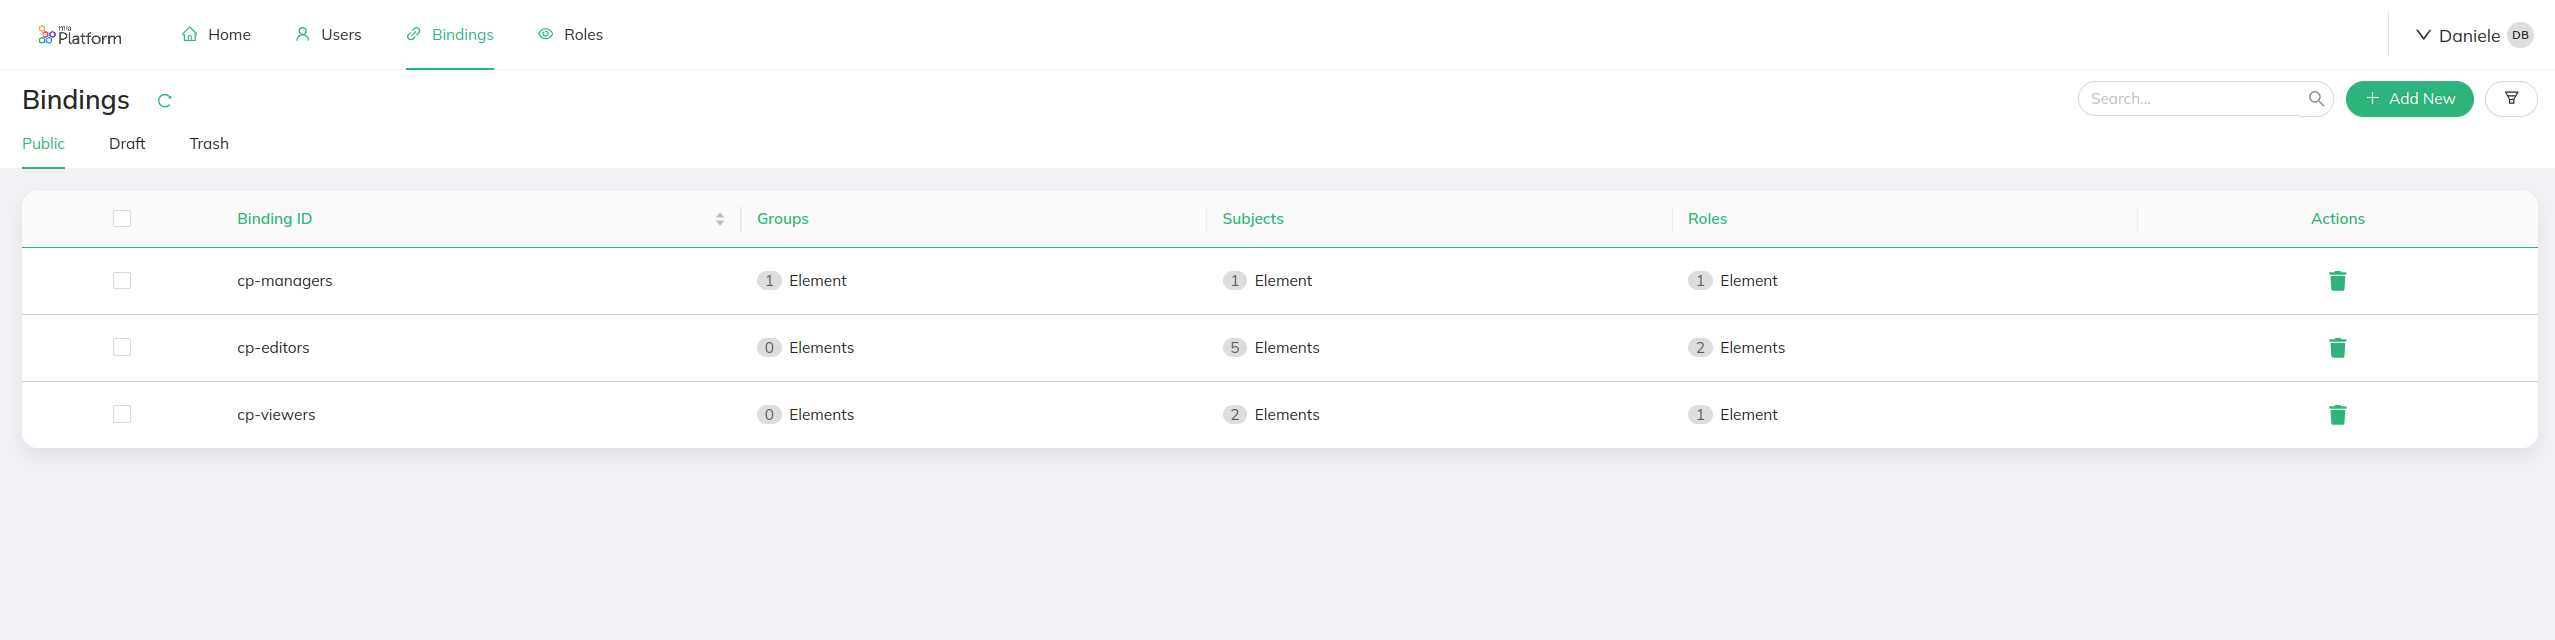 mia
Platform
Home Users Bindings Roles Daniele DB
Bindings Search... Add New
Public Draft Trash
Binding ID Groups Subjects Roles Actions
cp-managers 1 Element 1 Element 1 Element
cp-editors 0 Elements 5 Elements 2 Elements
cp-viewers 0 Elements 2 Elements 1 Element